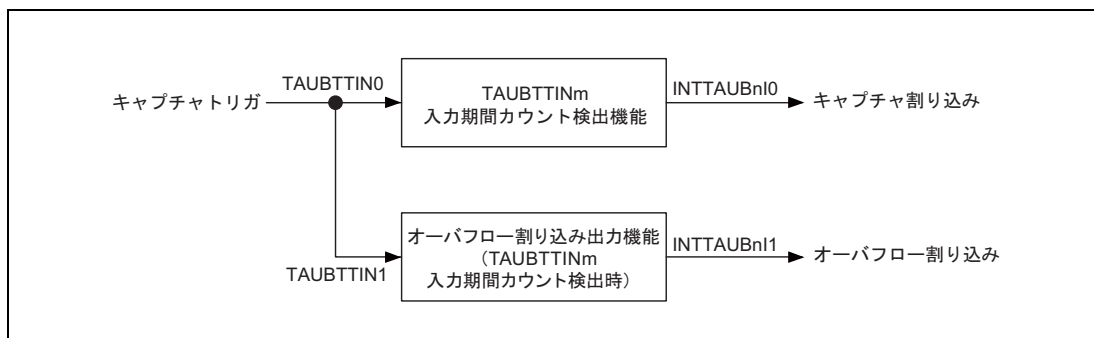 キャプチャトリガ
TAUBTTIN0
TAUBTTINm
入力期間カウント検出機能
INTTAUBnI0
キャプチャ割り込み
TAUBTTIN1
オーバフロー割り込み出力機能
（TAUBTTINm
入力期間カウント検出時）
INTTAUBnI1
オーバフロー割り込み